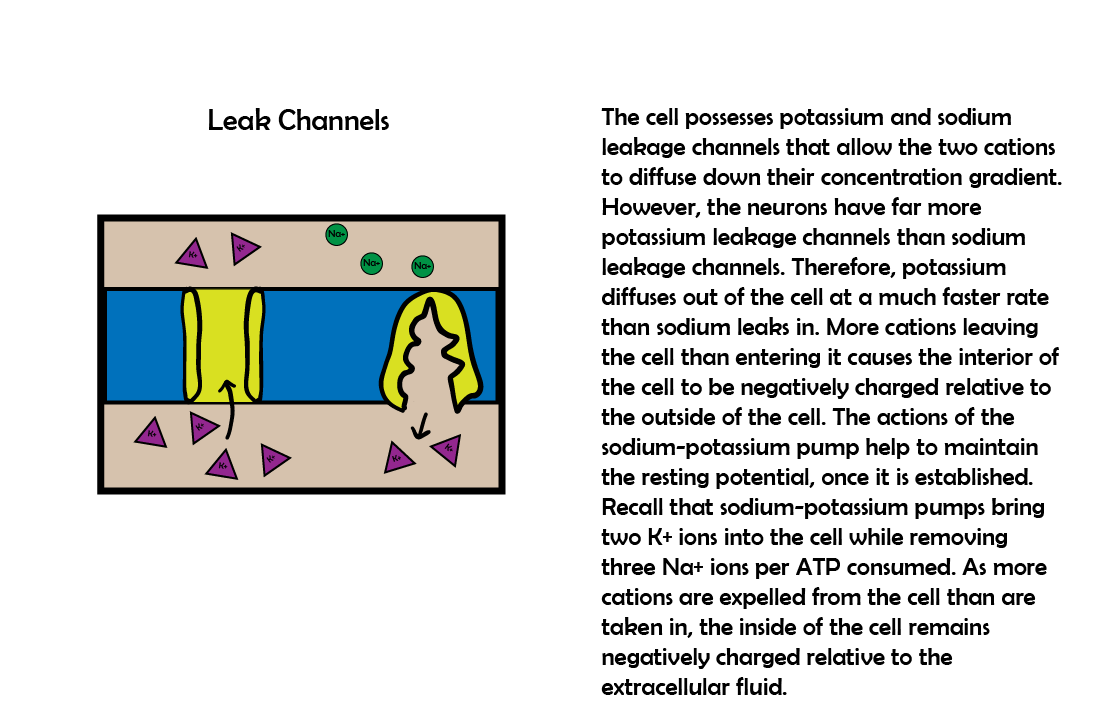 Leak Channels
K+
K+
Na+
Na+
Na+
K+
K+
K+
K+
K+
K+
The cell possesses potassium and sodium
leakage channels that allow the two cations
to diffuse down their concentration gradient.
However, the neurons have far more
potassium leakage channels than sodium
leakage channels. Therefore, potassium
diffuses out of the cell at a much faster rate
than sodium leaks in. More cations leaving
the cell than entering it causes the interior of
the cell to be negatively charged relative to
the outside of the cell. The actions of the
sodium-potassium pump help to maintain
the resting potential, once it is established.
Recall that sodium-potassium pumps bring
two K+ ions into the cell while removing
three Na+ ions per ATP consumed. As more
cations are expelled from the cell than are
taken in, the inside of the cell remains
negatively charged relative to the
extracellular fluid.